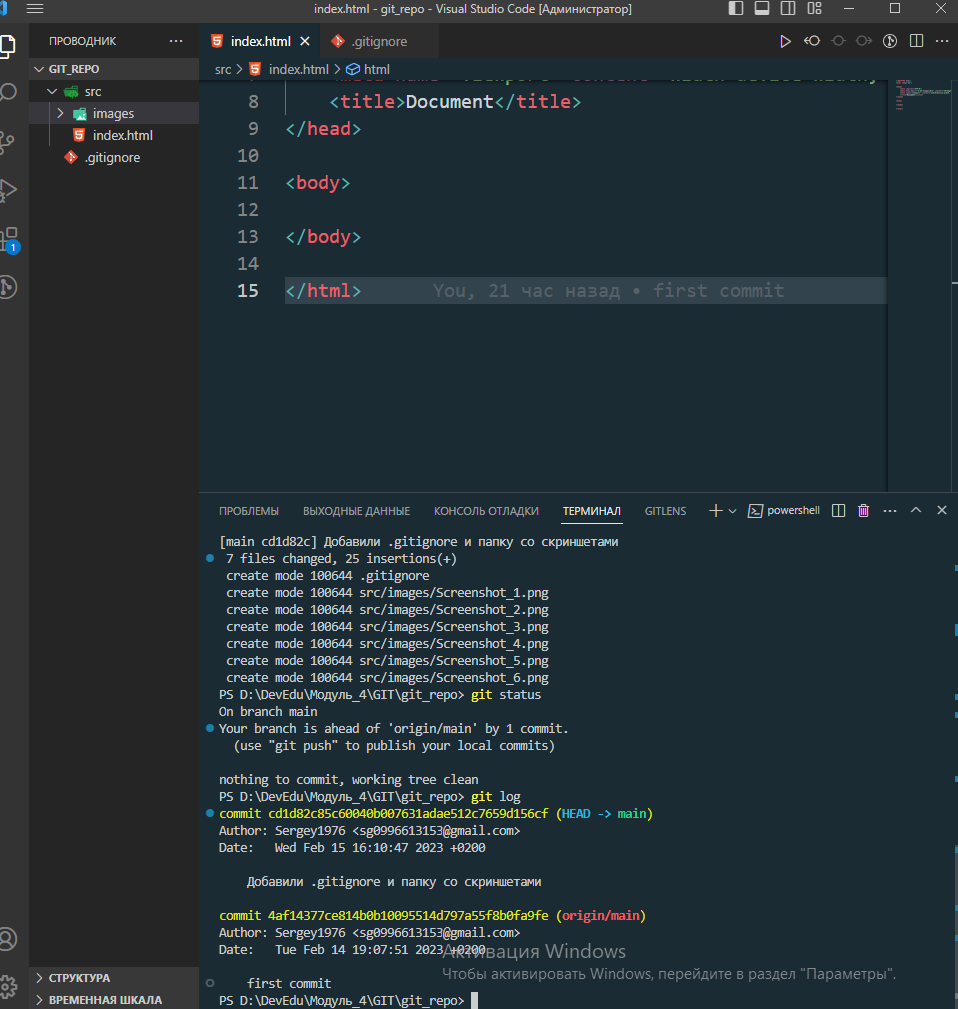 index.html - git_repo - Visual Studio Code [Администратор]
ПРОВОДНИК
index.html
.gitignore
GIT_REPO
src > index.html > html
src
images
index.html
.gitignore
8 <title>Document</title>
9 </head>
10
11 <body>
12
13 </body>
14
15 </html> You, 21 час назад • first commit
1
ПРОБЛЕМЫ ВЫХОДНЫЕ ДАННЫЕ КОНСОЛЬ ОТЛАДКИ ТЕРМИНАЛ GITLENS powershell
[main cd1d82c] Добавили .gitignore и папку со скриншетами
7 files changed, 25 insertions(+)
create mode 100644 .gitignore
create mode 100644 src/images/Screenshot_1.png
create mode 100644 src/images/Screenshot_2.png
create mode 100644 src/images/Screenshot_3.png
create mode 100644 src/images/Screenshot_4.png
create mode 100644 src/images/Screenshot_5.png
create mode 100644 src/images/Screenshot_6.png
PS D:\DevEdu\Модуль_4\GIT\git_repo> git status
On branch main
Your branch is ahead of 'origin/main' by 1 commit.
(use "git push" to publish your local commits)
nothing to commit, working tree clean
PS D:\DevEdu\Модуль_4\GIT\git_repo> git log
commit cd1d82c85c60040b007631adae512c7659d156cf (HEAD -> main)
Author: Sergey1976 <sg0996613153@gmail.com>
Date: Wed Feb 15 16:10:47 2023 +0200
Добавили .gitignore и папку со скриншетами
commit 4af14377ce814b0b10095514d797a55f8b0fa9fe (origin/main)
Author: Sergey1976 <sg0996613153@gmail.com>
Date: Tue Feb 14 19:07:51 2023 +0200
first commit
PS D:\DevEdu\Модуль_4\GIT\git_repo>
Активация Windows
Чтобы активировать Windows, перейдите в раздел "Параметры".
СТРУКТУРА
ВРЕМЕННАЯ ШКАЛА